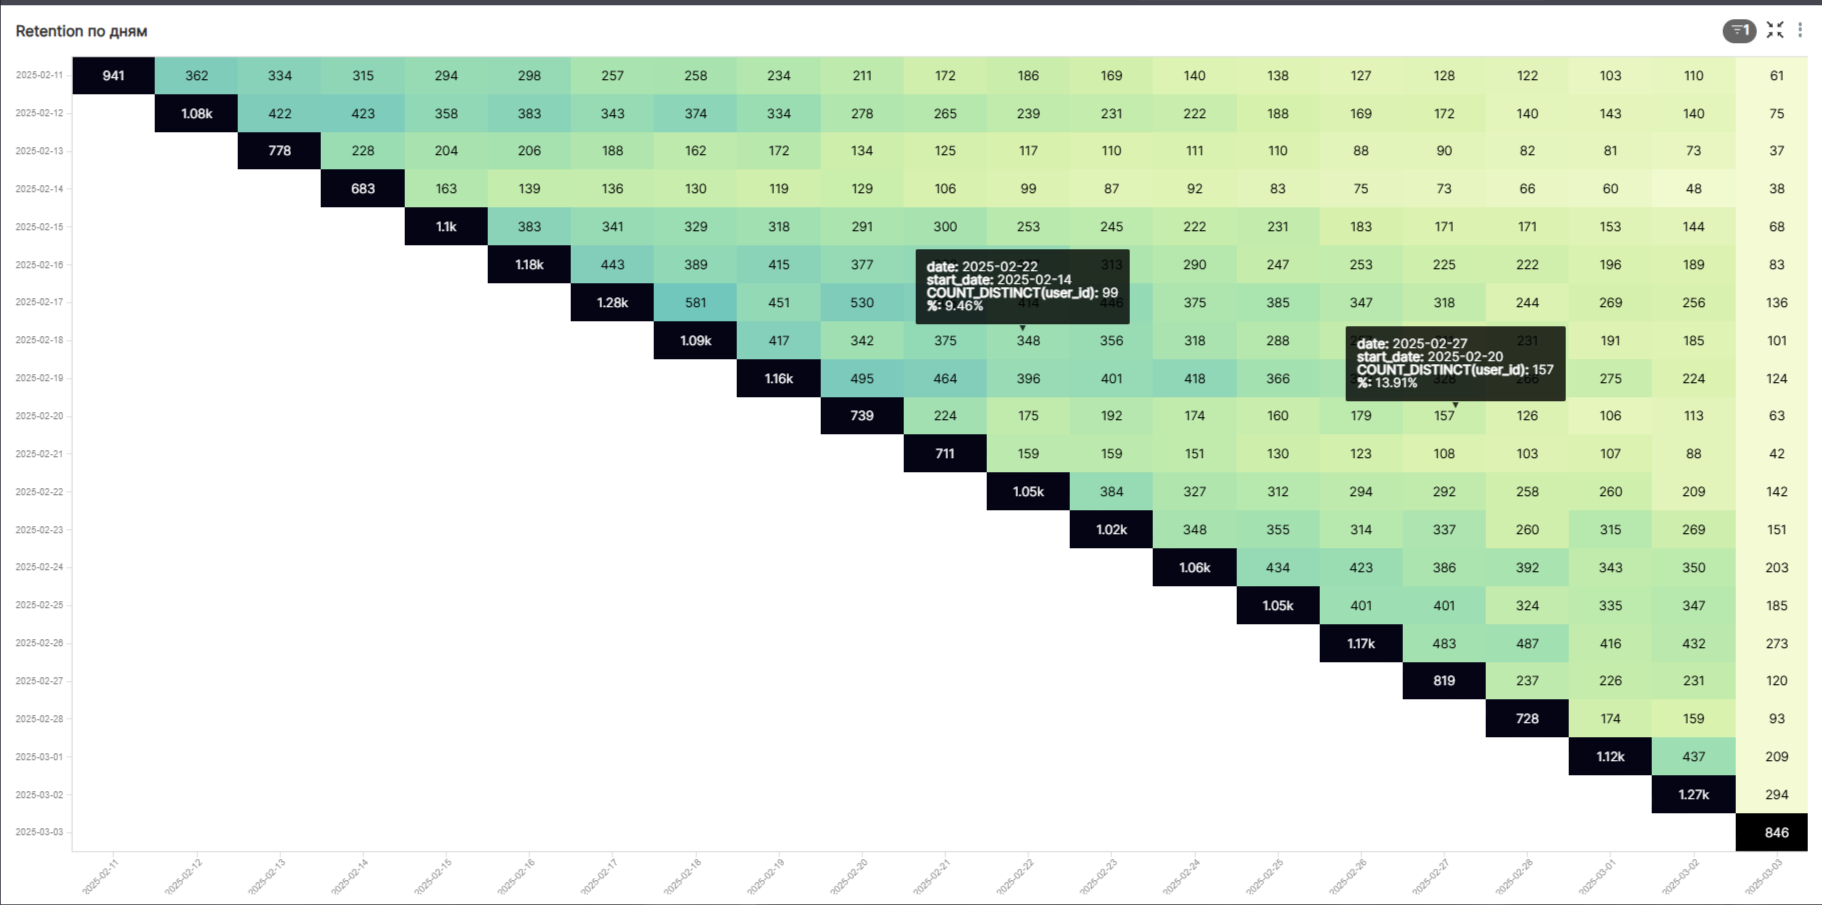 Retention по дням
1
2025-02-11 941 362 334 315 294 298 257 258 234 211 172 186 169 140 138 127 128 122 103 110 61
2025-02-12 1.08k 422 423 358 383 343 374 334 278 265 239 231 222 188 169 172 140 143 140 75
2025-02-13 778 228 204 206 188 162 172 134 125 117 110 111 110 88 90 82 81 73 37
2025-02-14 683 163 139 136 130 119 129 106 99 87 92 83 75 73 66 60 48 38
2025-02-15 1.1k 383 341 329 318 291 300 253 245 222 231 183 171 171 153 144 68
2025-02-16 1.18k 443 389 415 377 313 290 247 253 225 222 196 189 83
date: 2025-02-22
start_date: 2025-02-14
COUNT_DISTINCT(user_id): 99
%: 9.46%
2025-02-17 1.28k 581 451 530 414 446 375 385 347 318 244 269 256 136
2025-02-18 1.09k 417 342 375 348 356 318 288 231 191 185 101
date: 2025-02-27
start_date: 2025-02-20
COUNT_DISTINCT(user_id): 157
%: 13.91%
2025-02-19 1.16k 495 464 396 401 418 366 328 266 275 224 124
2025-02-20 739 224 175 192 174 160 179 157 126 106 113 63
2025-02-21 711 159 159 151 130 123 108 103 107 88 42
2025-02-22 1.05k 384 327 312 294 292 258 260 209 142
2025-02-23 1.02k 348 355 314 337 260 315 269 151
2025-02-24 1.06k 434 423 386 392 343 350 203
2025-02-25 1.05k 401 401 324 335 347 185
2025-02-26 1.17k 483 487 416 432 273
2025-02-27 819 237 226 231 120
2025-02-28 728 174 159 93
2025-03-01 1.12k 437 209
2025-03-02 1.27k 294
2025-03-03 846
2025-02-11 2025-02-12 2025-02-13 2025-02-14 2025-02-15 2025-02-16 2025-02-17 2025-02-18 2025-02-19 2025-02-20 2025-02-21 2025-02-22 2025-02-23 2025-02-24 2025-02-25 2025-02-26 2025-02-27 2025-02-28 2025-03-01 2025-03-02 2025-03-03